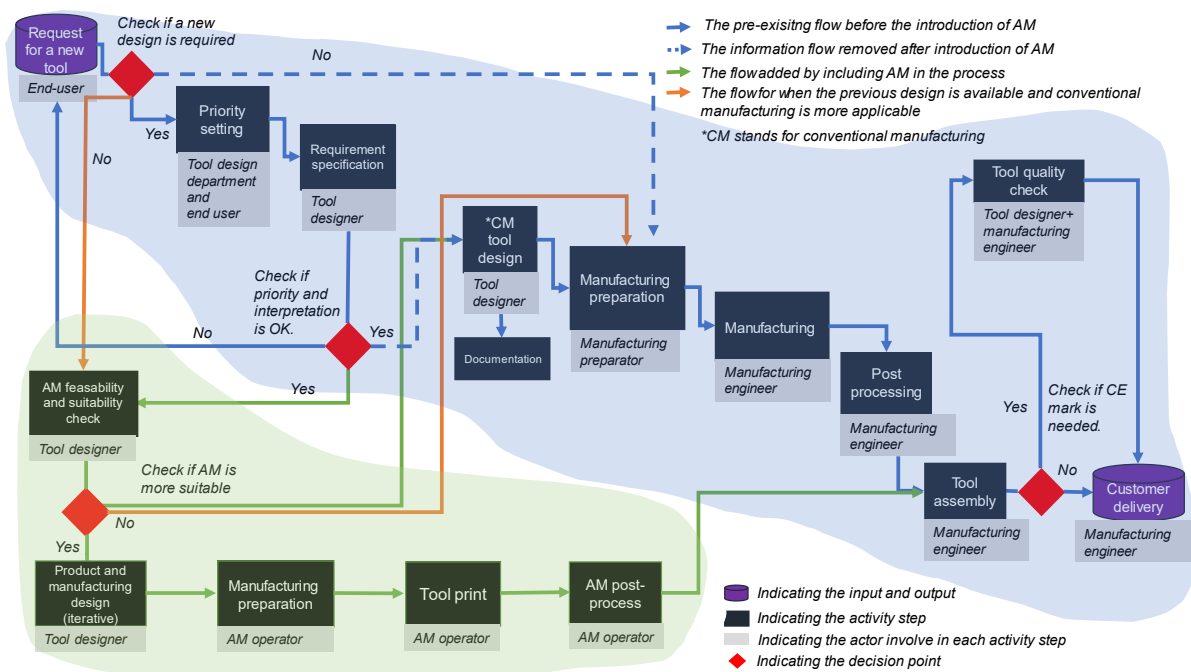 Request
for a new
tool
End-user
Check if a new
design is required
No
The pre-exisitng flow before the introduction of AM
The information flow removed after introduction of AM
The flowadded by including AM in the process
The flowfor when the previous design is available and conventional
manufacturing is more applicable
*CM stands for conventional manufacturing
Yes
No
Priority
setting
Tool design
department
and
end user
Requirement
specification
Tool
designer
Check if
priority and
interpretation
is OK.
No
Yes
Yes
*CM
tool
design
Tool
designer
Documentation
Manufacturing
preparation
Manufacturing
preparator
Manufacturing
Manufacturing
engineer
Post
processing
Manufacturing
engineer
Tool quality
check
Tool designer+
manufacturing
engineer
Yes
Check if CE
mark is
needed.
No
Tool
assembly
Manufacturing
engineer
Customer
delivery
Manufacturing
engineer
AM feasability
and suitability
check
Tool designer
Check if AM is
more suitable
No
Yes
Product and
manufacturing design
(iterative)
Tool designer
Manufacturing
preparation
AM operator
Tool print
AM operator
AM post-
process
AM operator
Indicating the input and output
Indicating the activity step
Indicating the actor involve in each activity step
Indicating the decision point